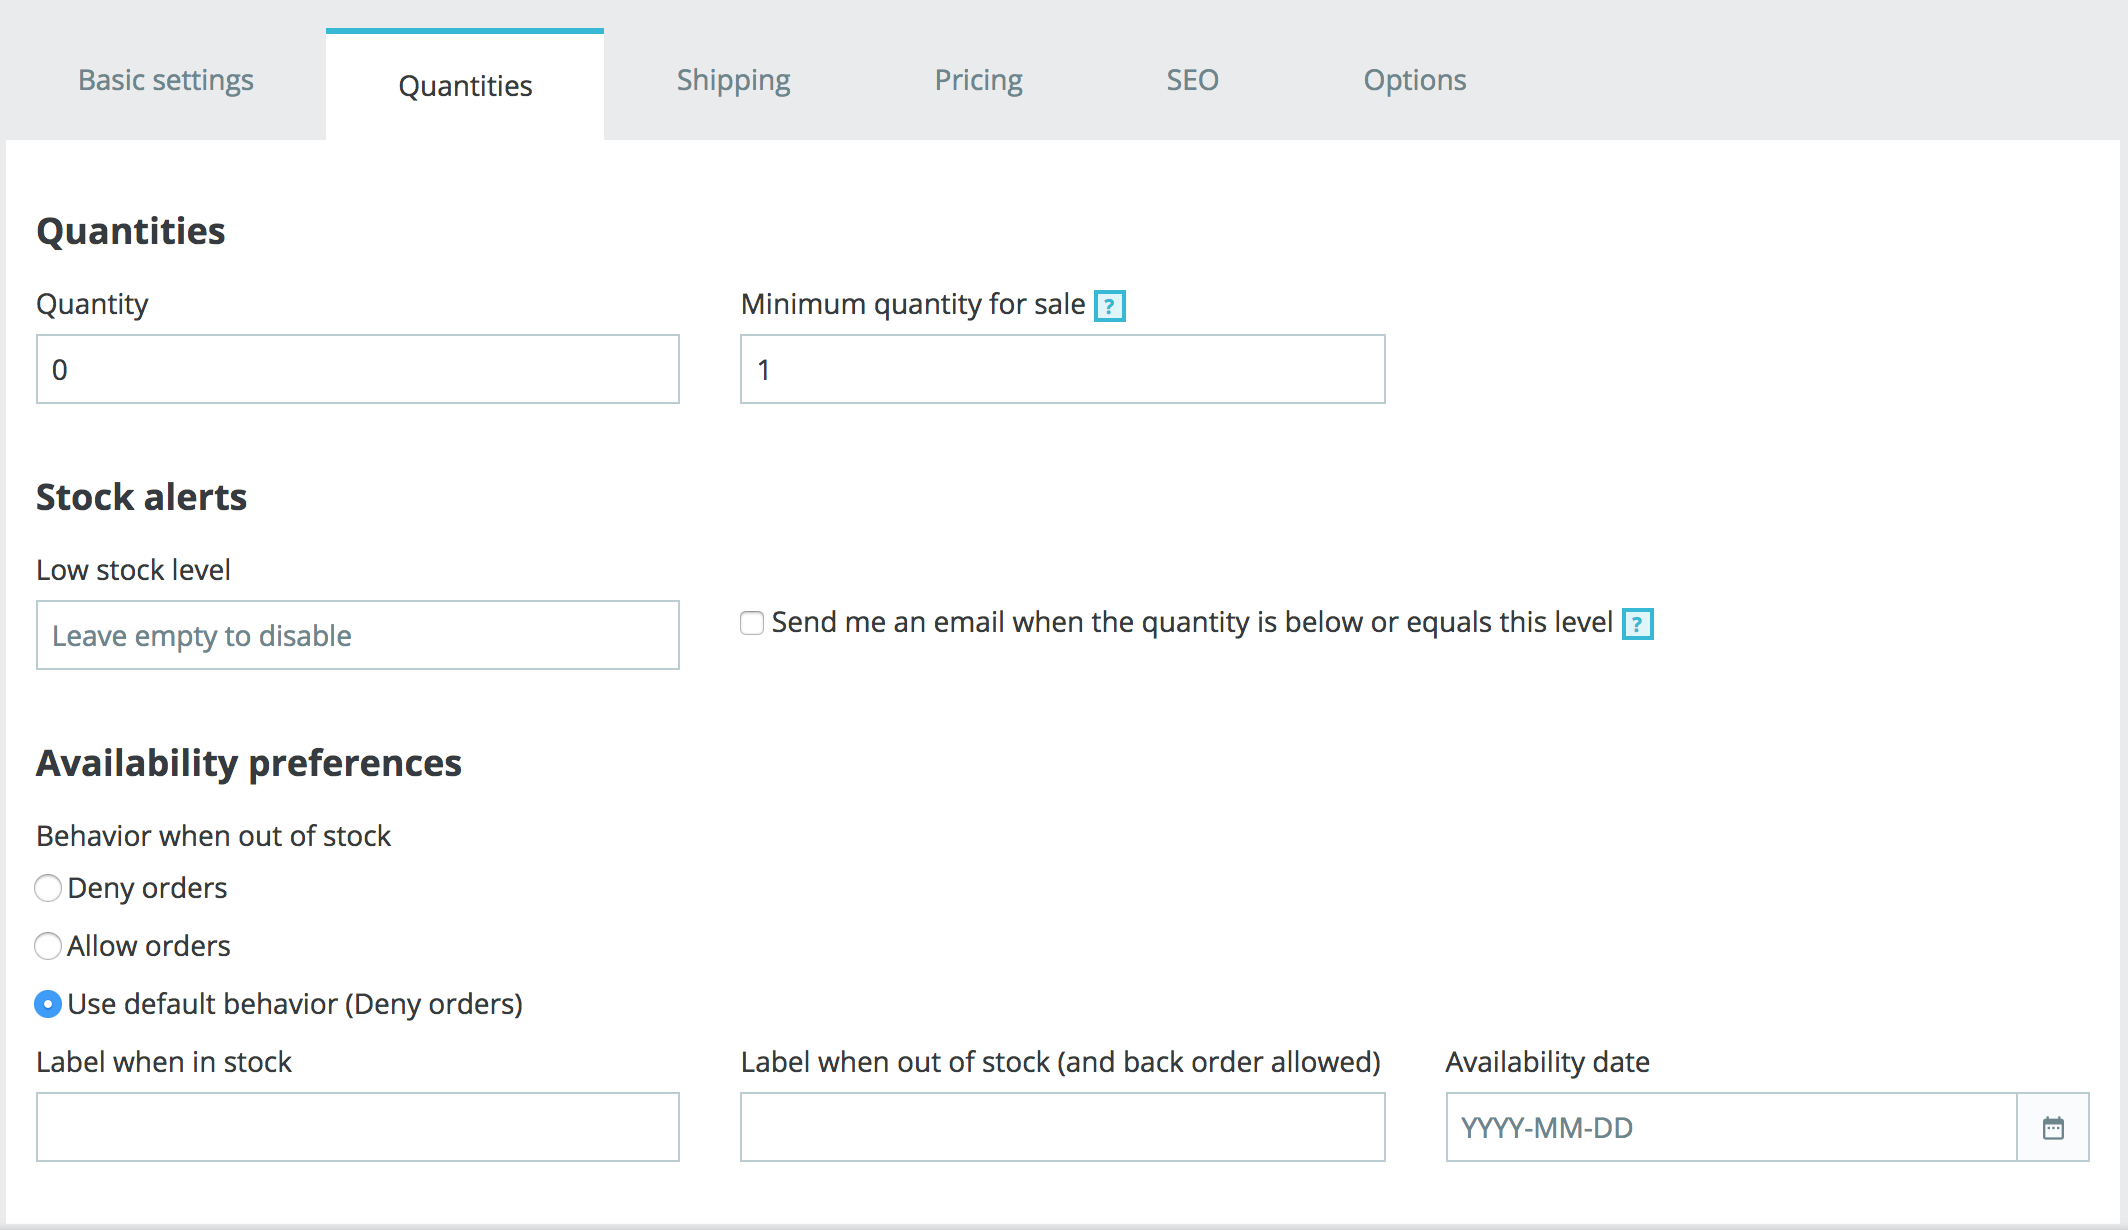 Basic settings Quantities Shipping Pricing SEO Options
Quantities
Quantity Minimum quantity for sale ?
0 1
Stock alerts
Low stock level
Leave empty to disable Send me an email when the quantity is below or equals this level ?
Availability preferences
Behavior when out of stock
Deny orders
Allow orders
Use default behavior (Deny orders)
Label when in stock Label when out of stock (and back order allowed) Availability date
YYYY-MM-DD